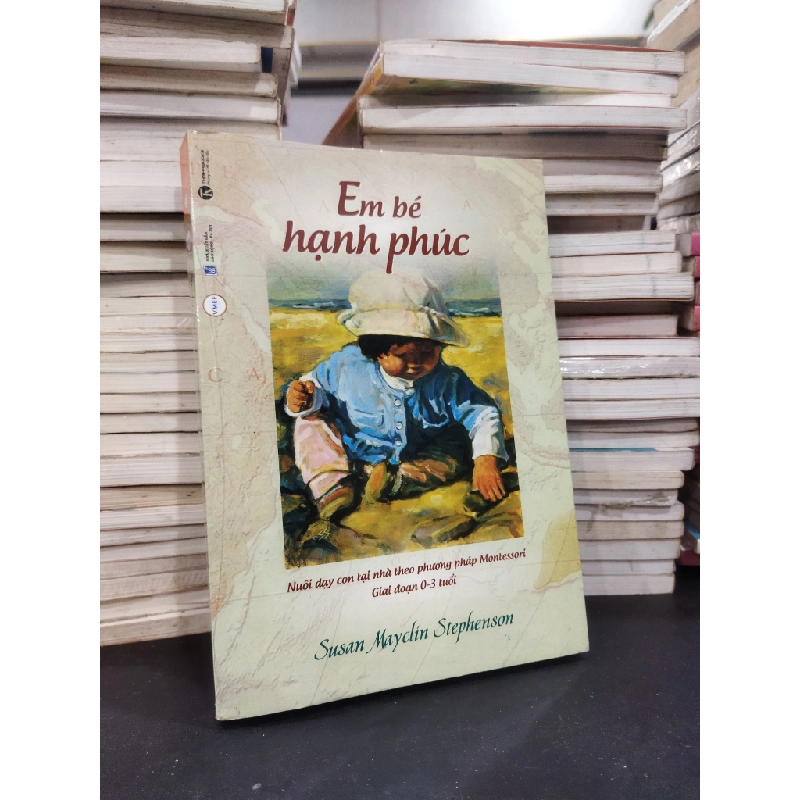 Em bé
hạnh phúc
Nuôi dạy con tại nhà theo phương pháp Montessori
Giai đoạn 0-3 tuổi
Susan Mayclin Stephenson
VMEF